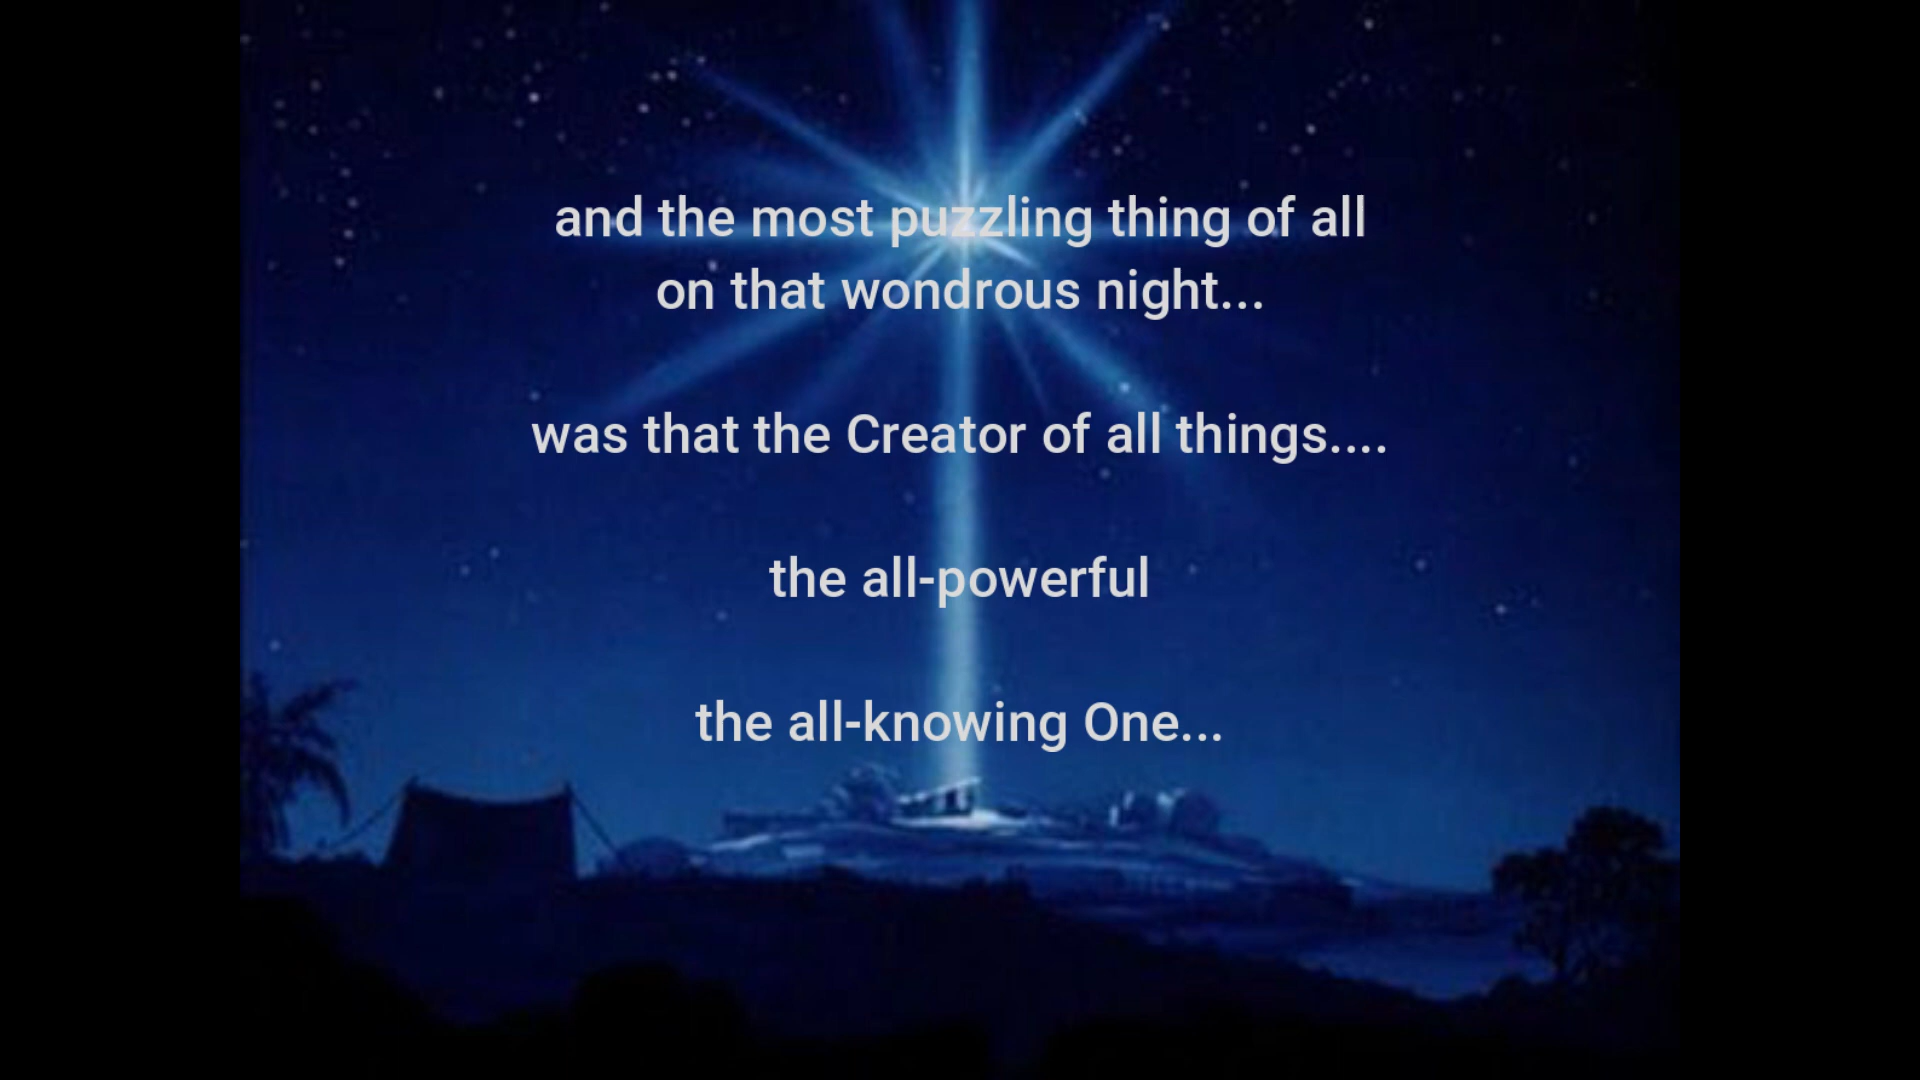 and the most puzzling thing of all
on that wondrous night...
was that the Creator of all things....
the all-powerful
the all-knowing One...